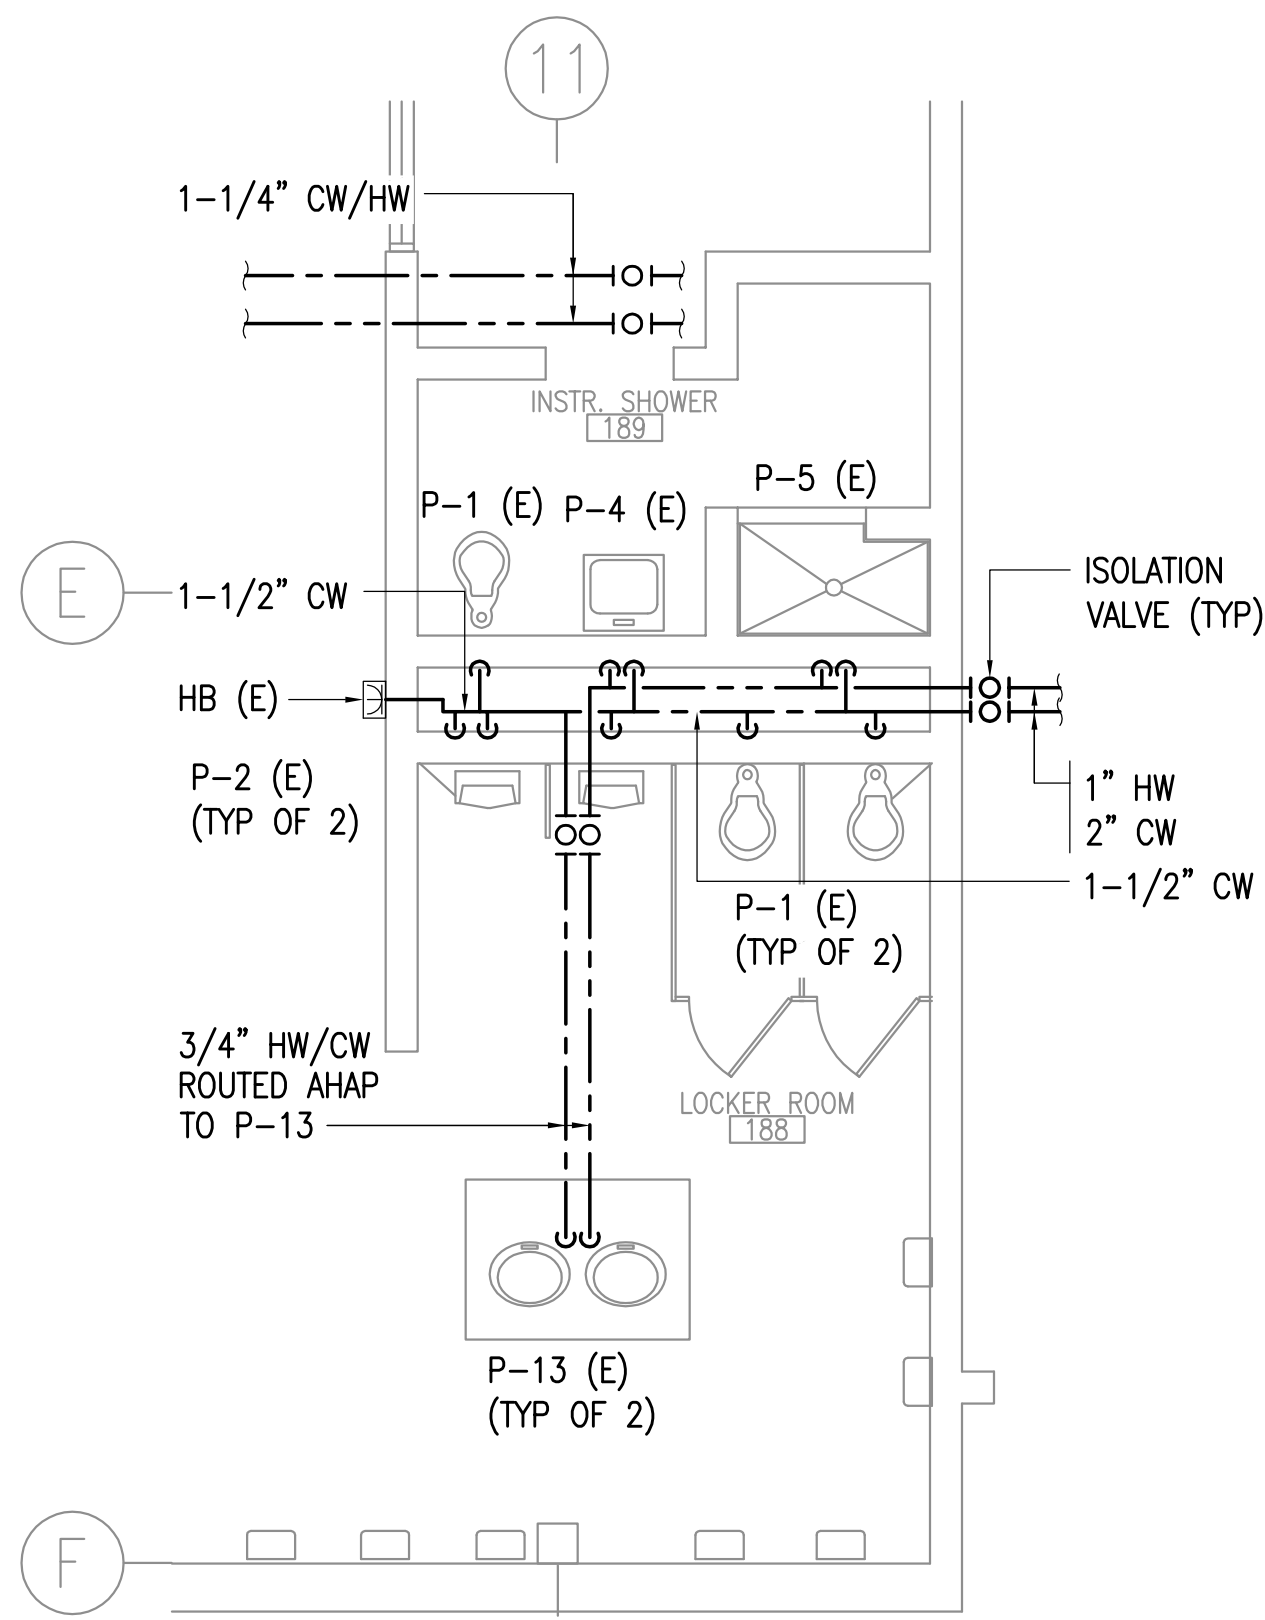 11
1-1/4" CW/HW
INSTR. SHOWER
189
P-5 (E)
P-1 (E)
P-4 (E)
E
1-1/2" CW
ISOLATION
VALVE (TYP)
HB (E)
P-2 (E)
(TYP OF 2)
1" HW
2" CW
1-1/2" CW
P-1 (E)
(TYP OF 2)
3/4" HW/CW
ROUTED AHAP
TO P-13
LOCKER ROOM
188
P-13 (E)
(TYP OF 2)
F